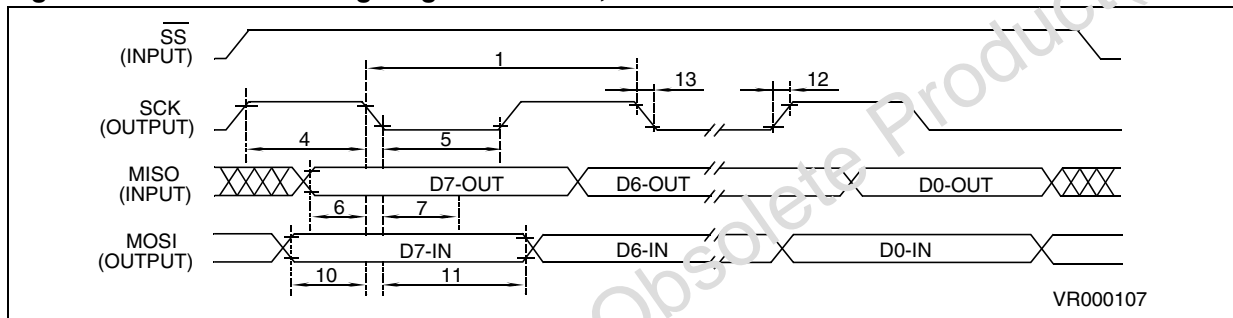 SS
(INPUT)
1
13
12
SCK
(OUTPUT)
4
5
MISO
(INPUT)
D7-OUT
D6-OUT
D0-OUT
6
7
MOSI
(OUTPUT)
D7-IN
D6-IN
D0-IN
10
11
VR000107
Obsolete Product(